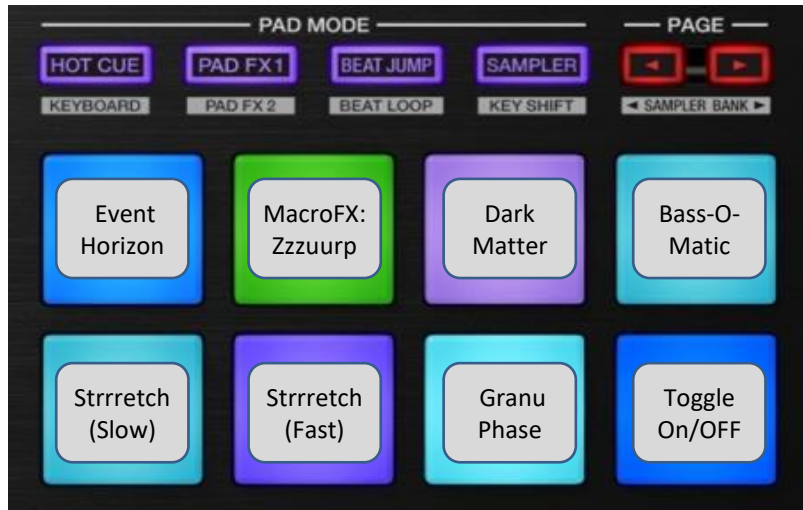 PAD MODE PAGE
HOT CUE PAD FX1 BEAT JUMP SAMPLER ◄ ►
KEYBOARD PAD FX 2 BEAT LOOP KEY SHIFT ◄ SAMPLER BANK ►
Event
Horizon
MacroFX:
Zzzuurp
Dark
Matter
Bass-O-
Matic
Strrretch
(Slow)
Strrretch
(Fast)
Granu
Phase
Toggle
On/OFF